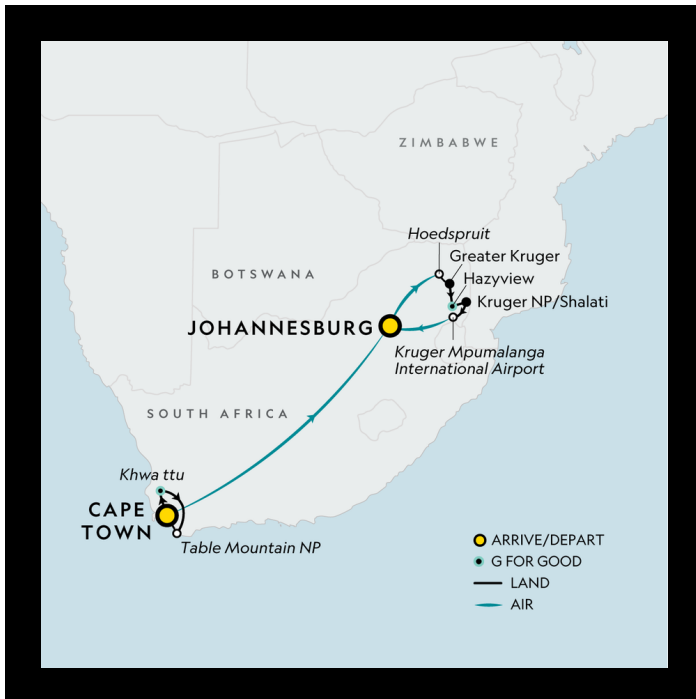 ZIMBABWE
Hoedspruit
Greater Kruger
BOTSWANA
Hazyview
Kruger NP/Shalati
JOHANNESBURG
Kruger Mpumalanga
International Airport
SOUTH AFRICA
Khwa ttu
CAPE
TOWN
Table Mountain NP
ARRIVE/DEPART
G FOR GOOD
LAND
AIR